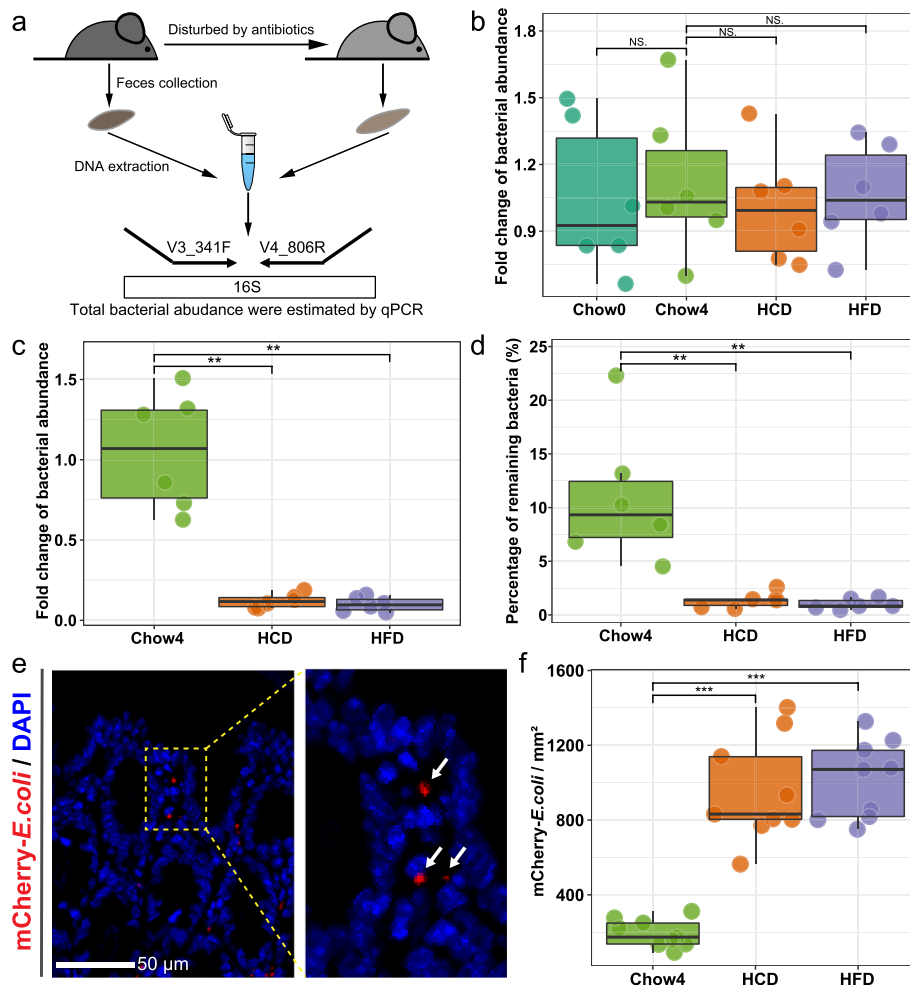 a
Disturbed by antibiotics
Feces collection
DNA extraction
V3_341F
V4_806R
16S
Total bacterial abudance were estimated by qPCR
b
Fold change of bacterial abundance
1.8
1.5
1.2
0.9
NS.
NS.
NS.
Chow0 Chow4 HCD HFD
c
Fold change of bacterial abundance
1.5
1.0
0.5
0.0
**
**
Chow4 HCD HFD
d
Percentage of remaining bacteria (%)
25
20
15
10
5
0
**
**
Chow4 HCD HFD
e
mCherry-E.coli / DAPI
50 µm
f
mCherry-E.coli / mm²
1600
1200
800
400
***
***
Chow4 HCD HFD